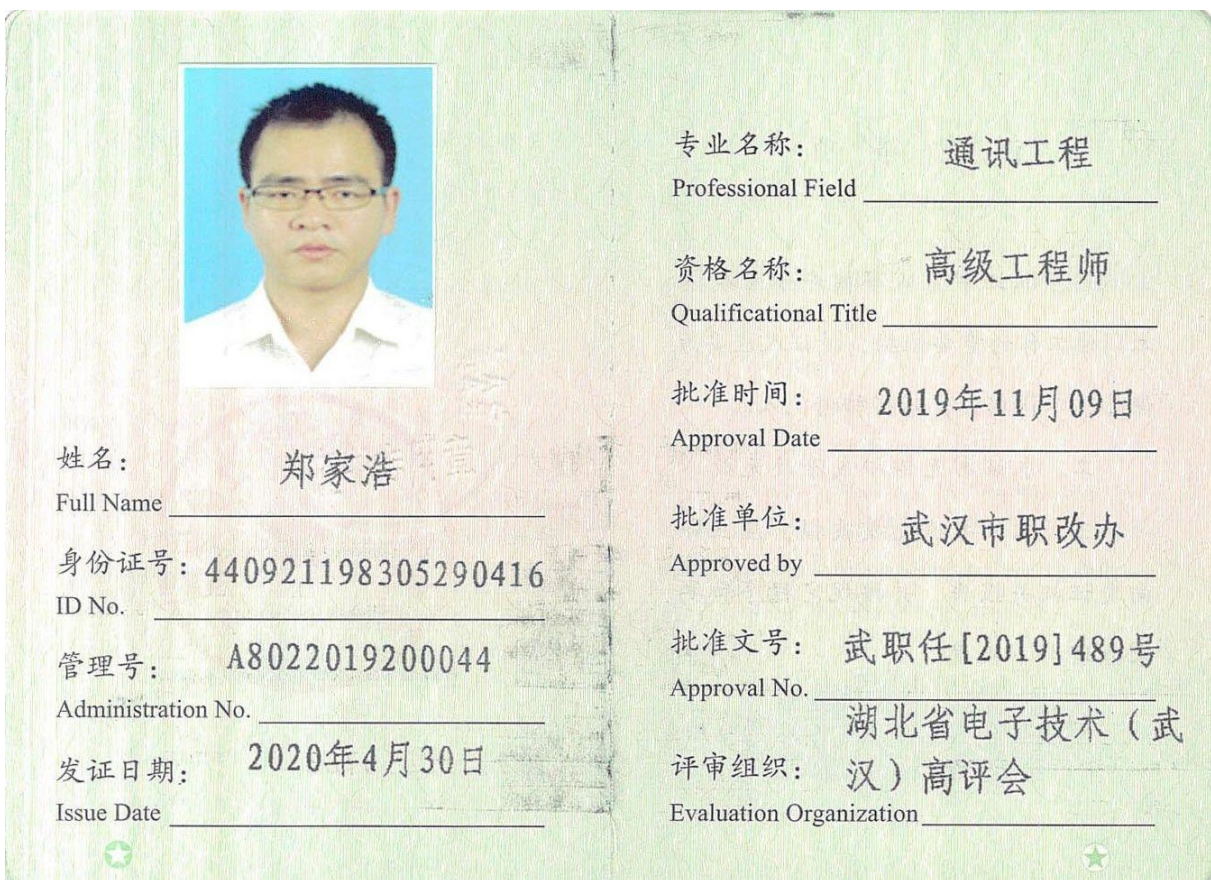 姓名： 郑家浩
Full Name
身份证号： 440921198305290416
ID No.
管理号： A8022019200044
Administration No.
发证日期： 2020年4月30日
Issue Date
专业名称： 通讯工程
Professional Field
资格名称： 高级工程师
Qualificational Title
批准时间： 2019年11月09日
Approval Date
批准单位： 武汉市职改办
Approved by
批准文号： 武职任[2019]489号
Approval No.
湖北省电子技术（武
评审组织： 汉）高评会
Evaluation Organization